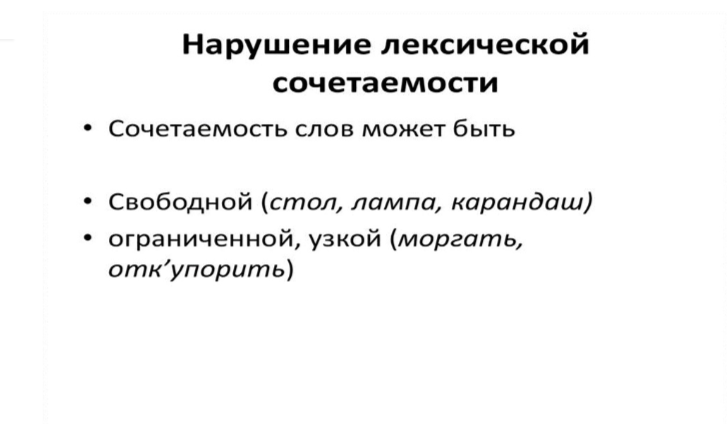 Нарушение лексической
сочетаемости
• Сочетаемость слов может быть
• Свободной (стол, лампа, карандаш)
• ограниченной, узкой (моргать,
отк’упорить)